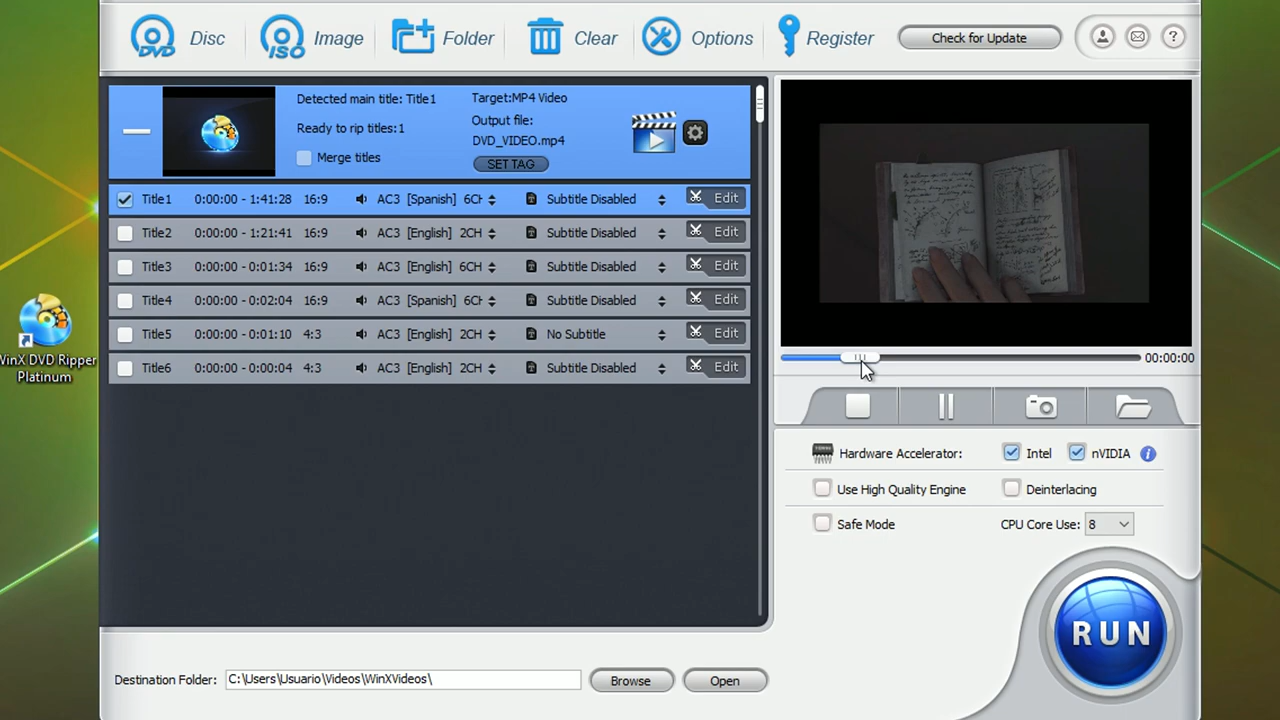 DVD Disc ISO Image Folder Clear Options Register Check for Update ?
Detected main title: Title1
Target:MP4 Video
Ready to rip titles:1
Output file:
DVD_VIDEO.mp4
Merge titles
SET TAG
Title1 0:00:00 - 1:41:28 16:9 AC3 [Spanish] 6CH Subtitle Disabled Edit
Title2 0:00:00 - 1:21:41 16:9 AC3 [English] 2CH Subtitle Disabled Edit
Title3 0:00:00 - 0:01:34 16:9 AC3 [English] 6CH Subtitle Disabled Edit
Title4 0:00:00 - 0:02:04 16:9 AC3 [Spanish] 6CH Subtitle Disabled Edit
Title5 0:00:00 - 0:01:10 4:3 AC3 [English] 2CH No Subtitle Edit
Title6 0:00:00 - 0:00:04 4:3 AC3 [English] 2CH Subtitle Disabled Edit
WinX DVD Ripper
Platinum
00:00:00
Hardware Accelerator: Intel nVIDIA i
Use High Quality Engine Deinterlacing
Safe Mode CPU Core Use: 8
RUN
Destination Folder: C:\Users\Usuario\Videos\WinXVideos\ Browse Open